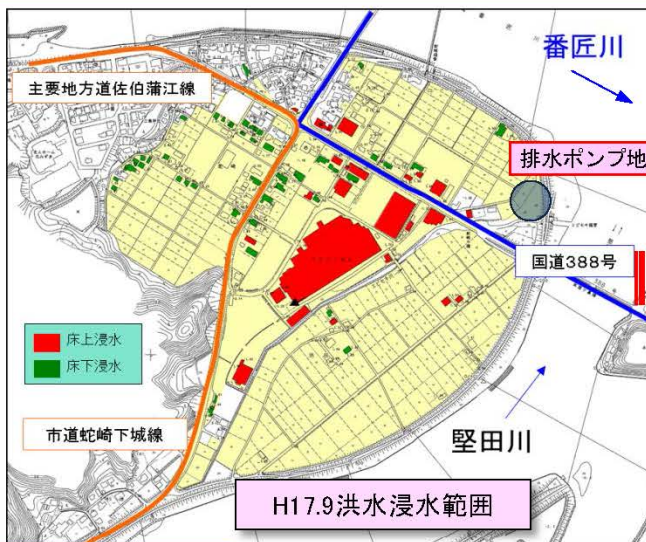 番匠川
主要地方道佐伯蒲江線
排水ポンプ地
国道388号
床上浸水
床下浸水
市道蛇崎下城線
堅田川
H17.9洪水浸水範囲